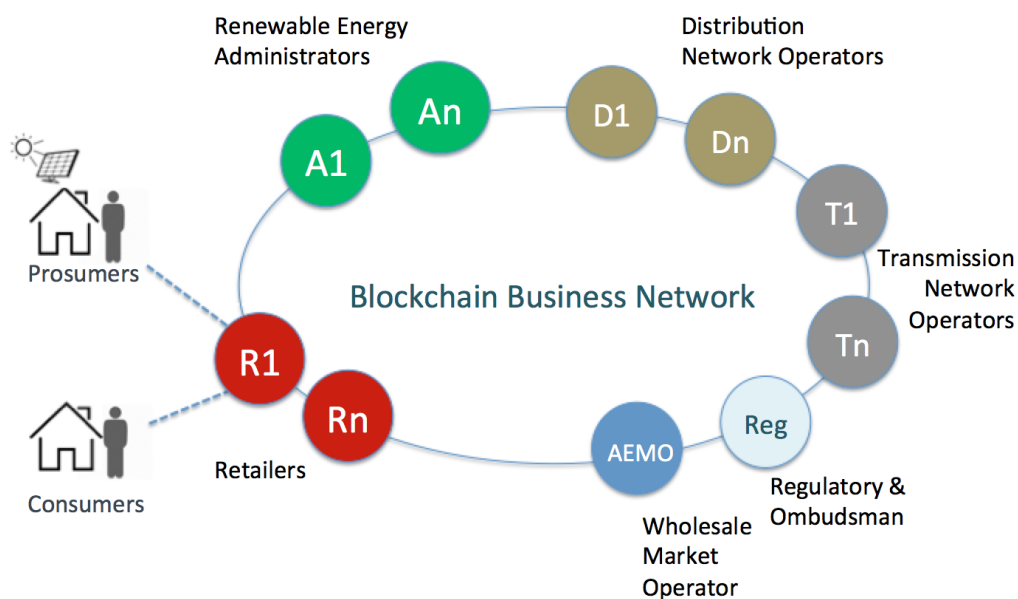 Renewable Energy
Administrators
Distribution
Network Operators
An
D1
Dn
A1
T1
Prosumers
Transmission
Network
Operators
Blockchain Business Network
R1
Tn
Rn
Reg
AEMO
Retailers
Consumers
Regulatory &
Ombudsman
Wholesale
Market
Operator